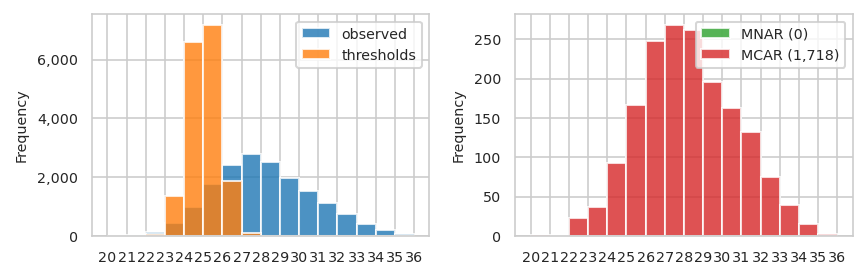 observed
thresholds
Frequency
6,000
4,000
2,000
0
20 21 22 23 24 25 26 27 28 29 30 31 32 33 34 35 36
MNAR (0)
MCAR (1,718)
Frequency
250
200
150
100
50
0
20 21 22 23 24 25 26 27 28 29 30 31 32 33 34 35 36